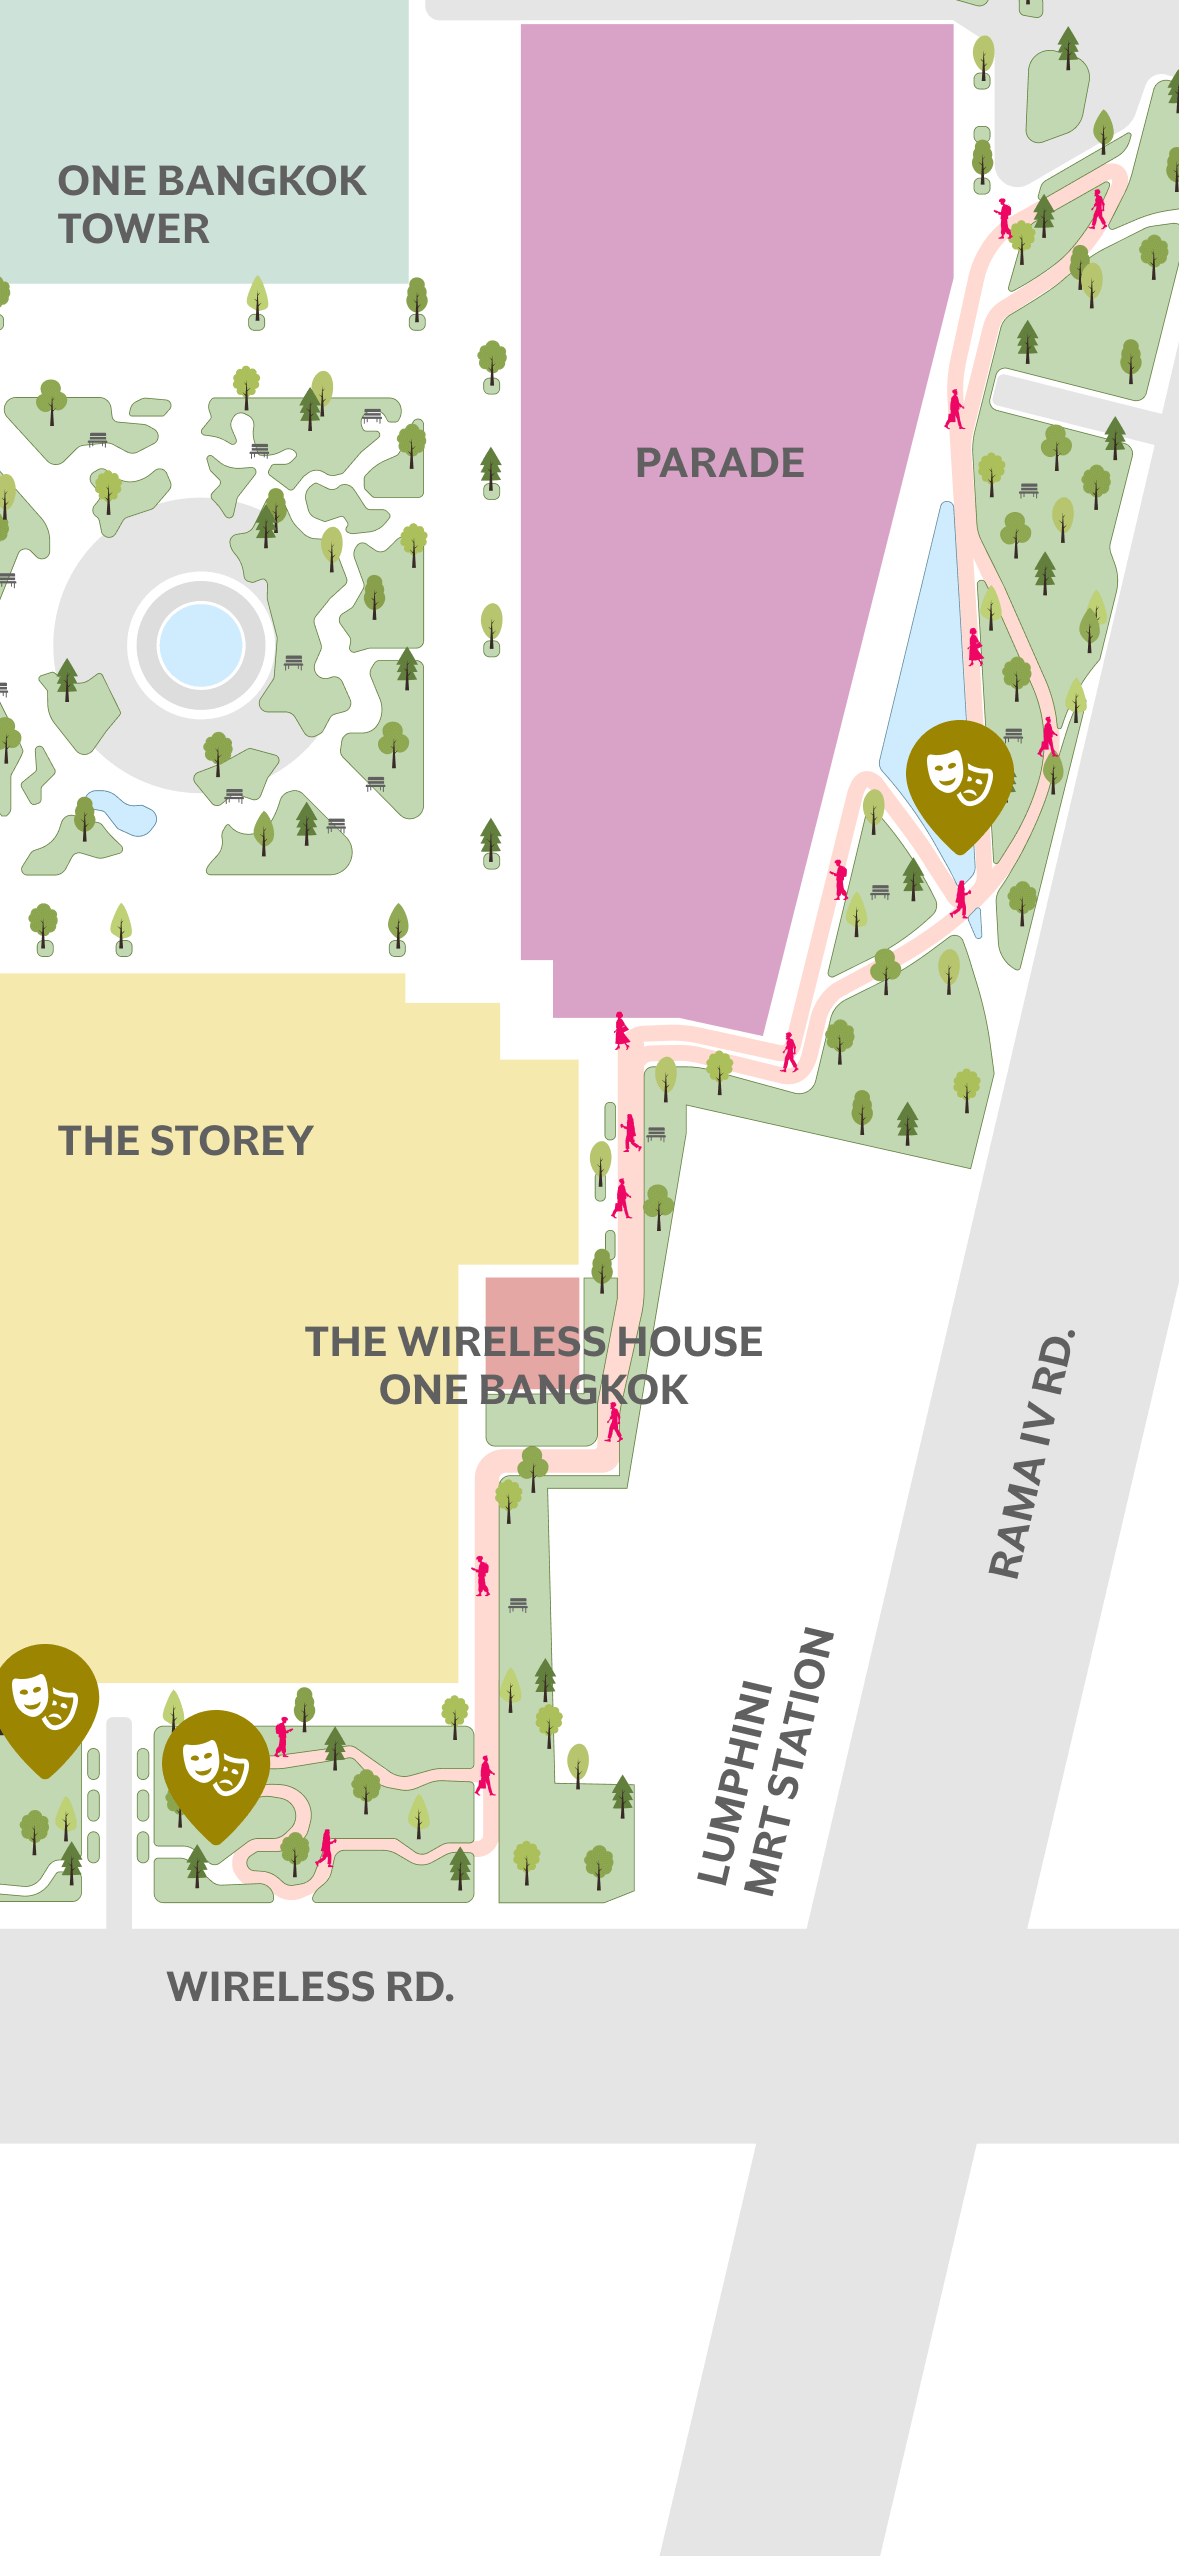 ONE BANGKOK
TOWER
PARADE
THE STOREY
THE WIRELESS HOUSE
ONE BANGKOK
RAMA IV RD.
LUMPHINI
MRT STATION
WIRELESS RD.